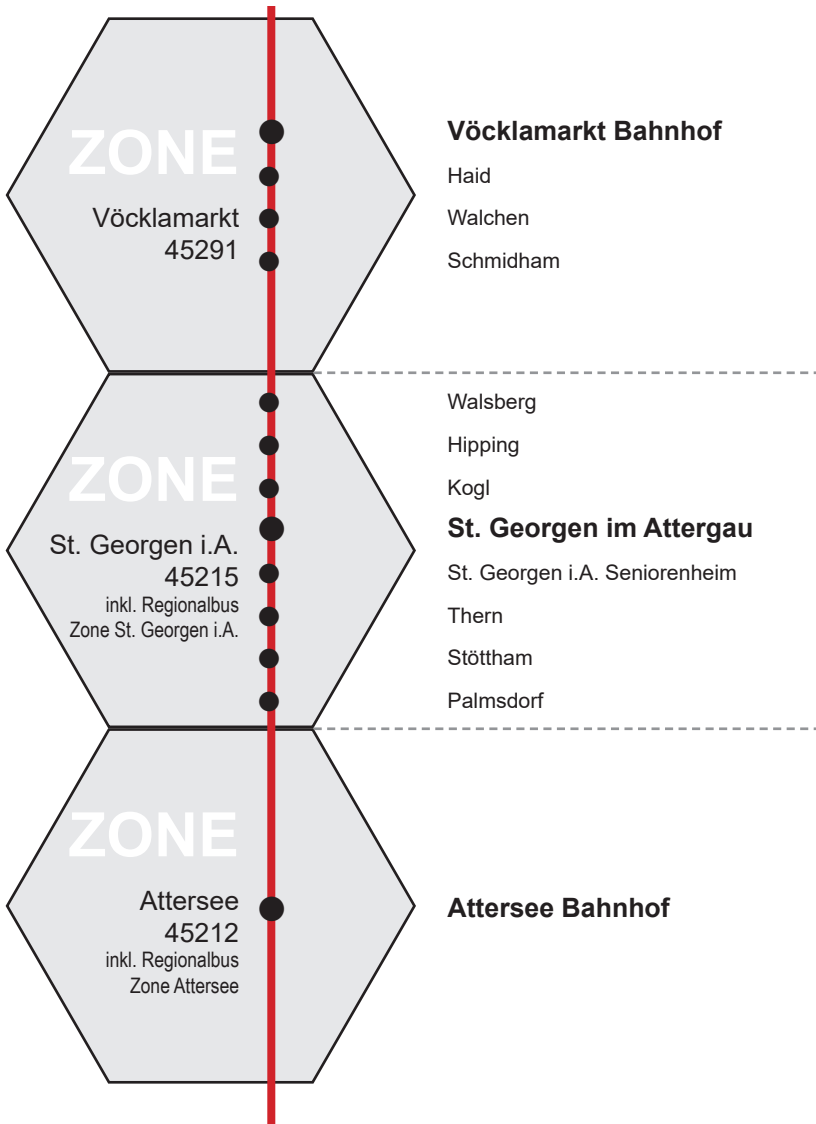 ZONE
Vöcklamarkt
45291
Vöcklamarkt Bahnhof
Haid
Walchen
Schmidham
ZONE
St. Georgen i.A.
45215
inkl. Regionalbus
Zone St. Georgen i.A.
Walsberg
Hipping
Kogl
St. Georgen im Attergau
St. Georgen i.A. Seniorenheim
Thern
Stöttham
Palmsdorf
ZONE
Attersee
45212
inkl. Regionalbus
Zone Attersee
Attersee Bahnhof